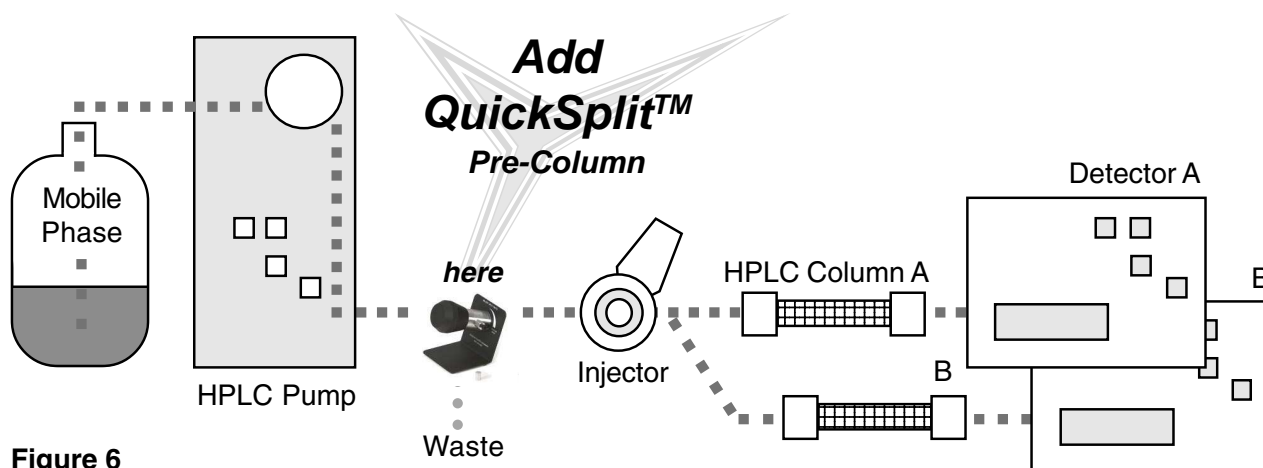 Add
QuickSplit™
Pre-Column
Mobile
Phase
here
HPLC Column A
Detector A
B
HPLC Pump
Injector
B
Waste
Figure 6